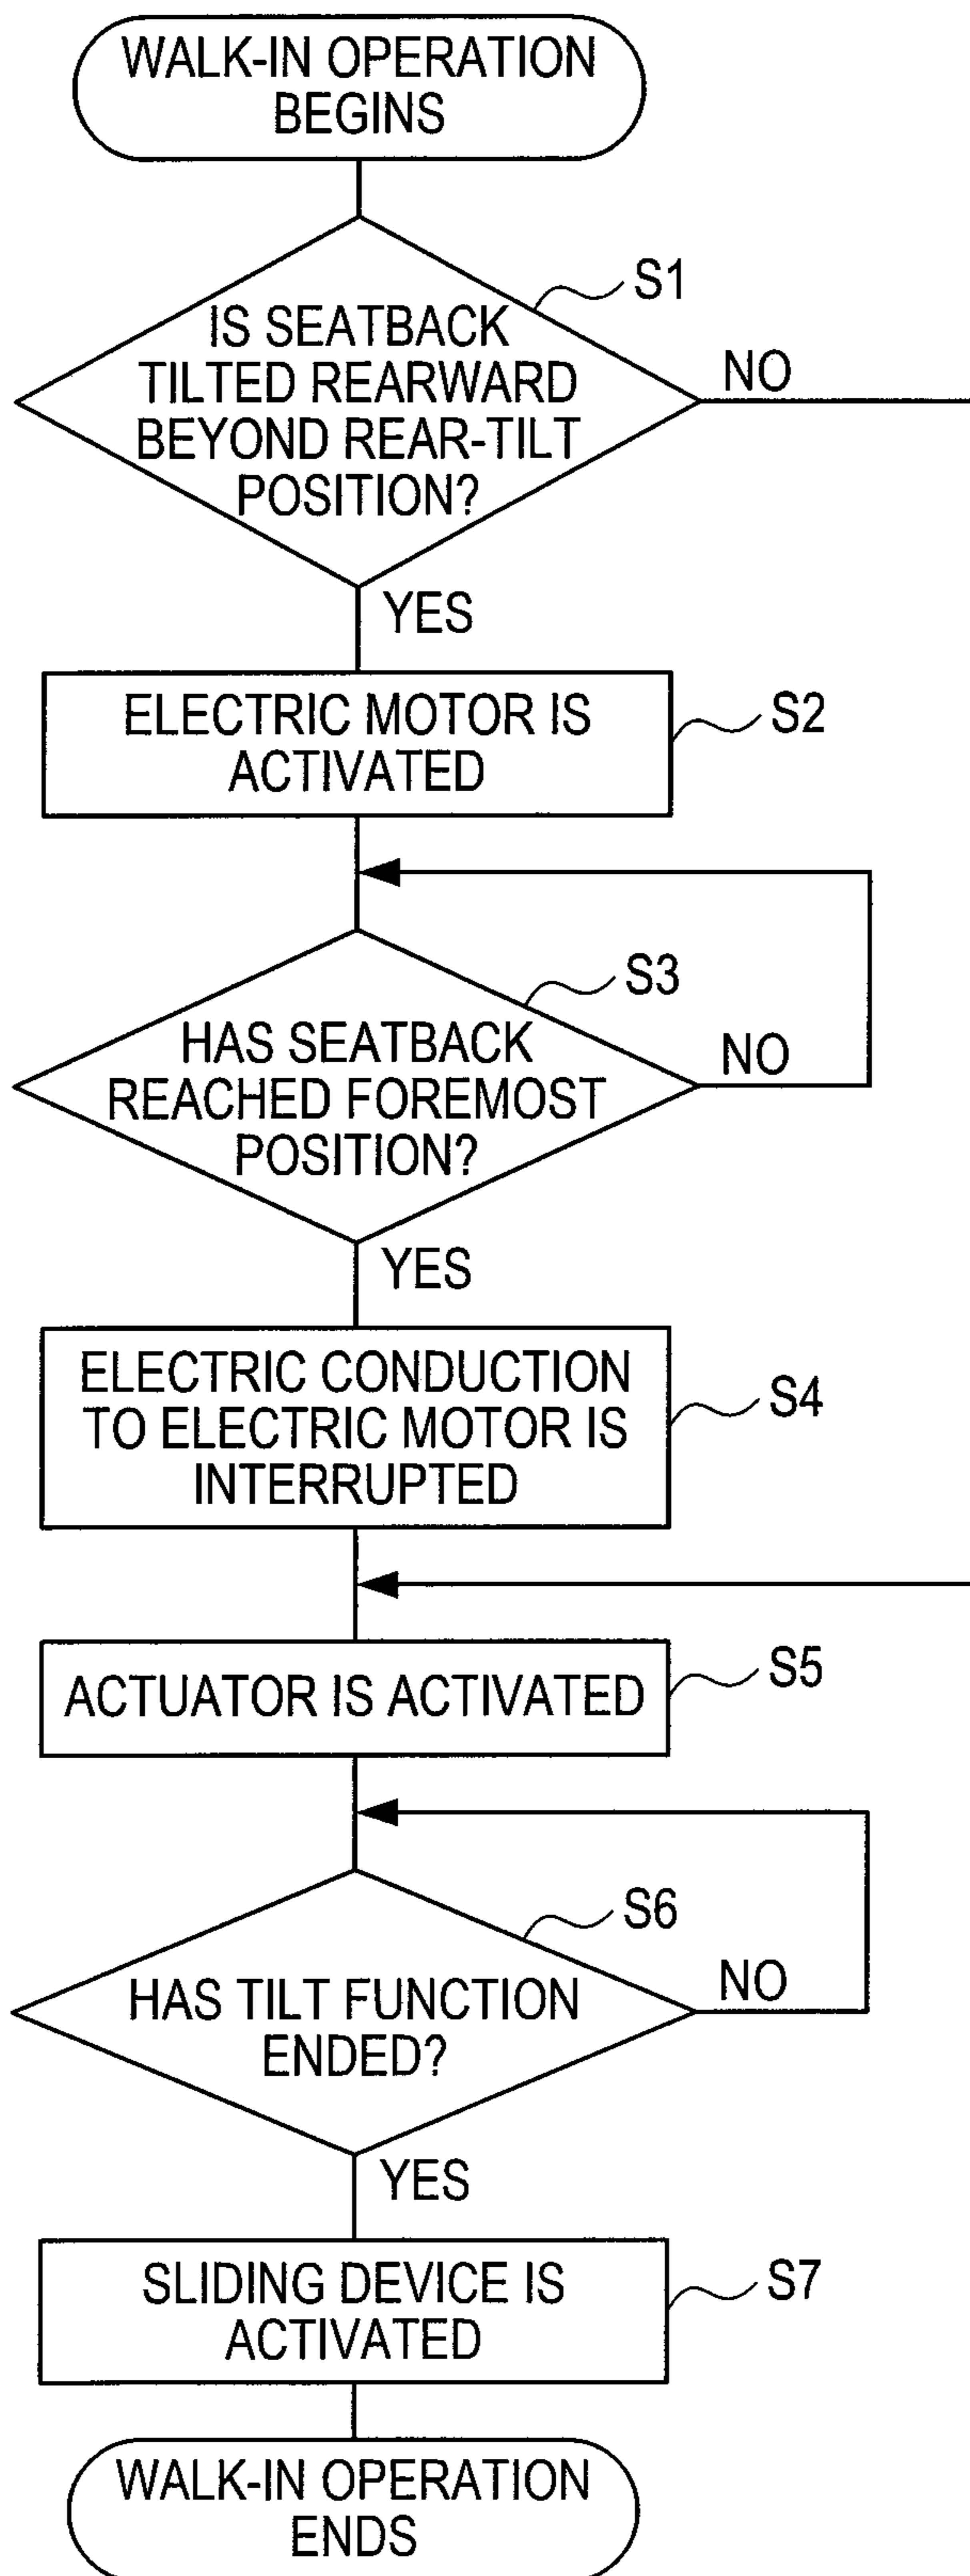 WALK-IN OPERATION
BEGINS
S1
IS SEATBACK
TILTED REARWARD
BEYOND REAR-TILT
POSITION?
NO
YES
ELECTRIC MOTOR IS
ACTIVATED
S2
S3
HAS SEATBACK
REACHED FOREMOST
POSITION?
NO
YES
ELECTRIC CONDUCTION
TO ELECTRIC MOTOR IS
INTERRUPTED
S4
ACTUATOR IS ACTIVATED
S5
S6
HAS TILT FUNCTION
ENDED?
NO
YES
SLIDING DEVICE IS
ACTIVATED
S7
WALK-IN OPERATION
ENDS